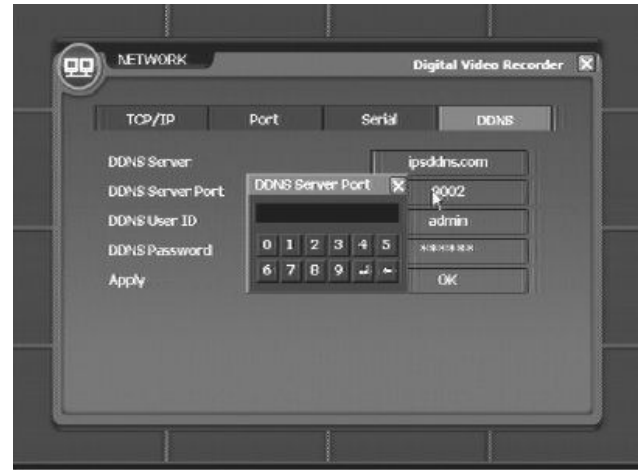 NETWORK
Digital Video Recorder
TCP/IP Port Serial DDNS
DDNS Server ipsddns.com
DDNS Server Port 9002
DDNS Server Port
DDNS User ID admin
0 1 2 3 4 5
DDNS Password ******
6 7 8 9
Apply OK